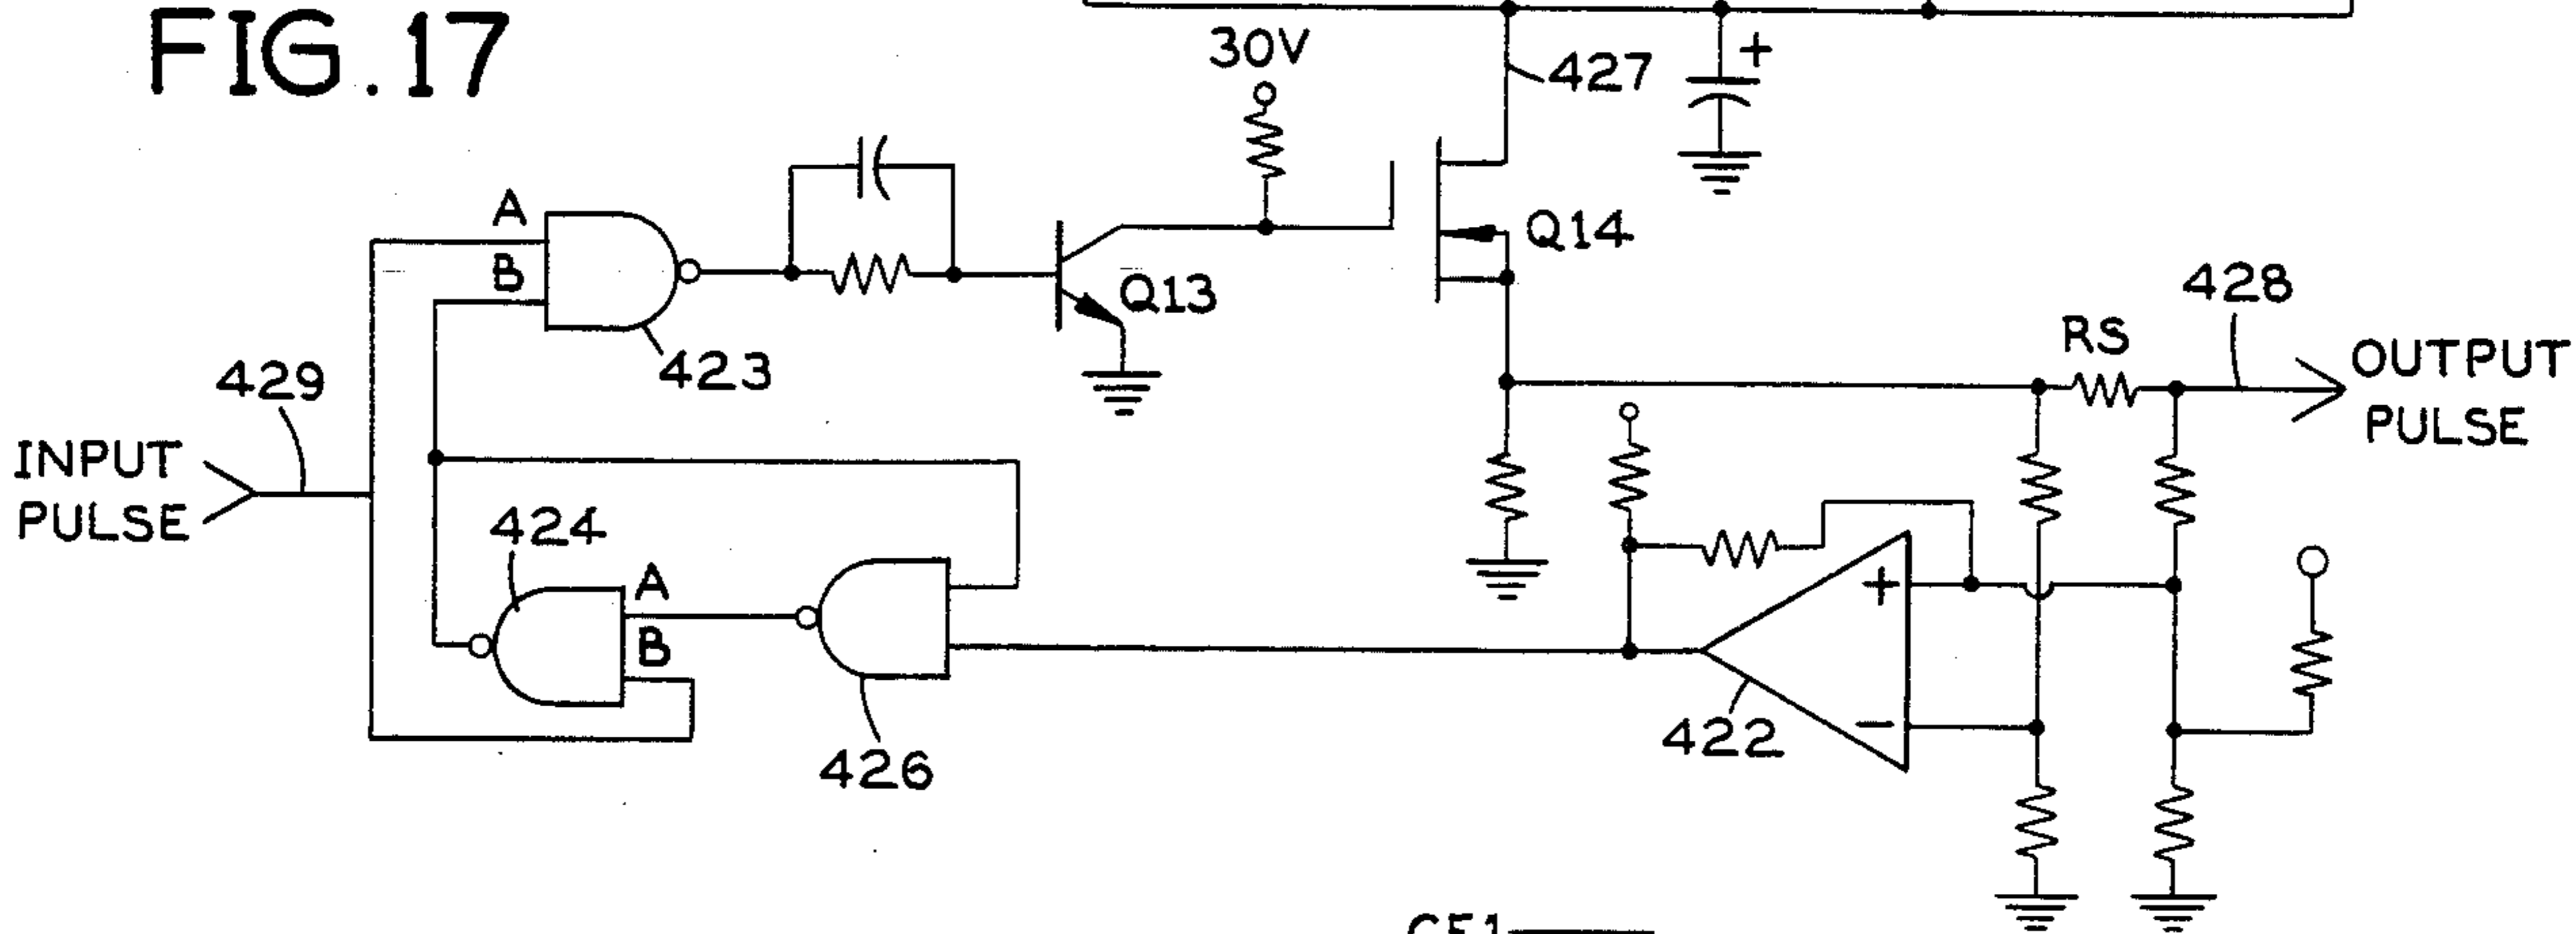 FIG. 17
30V
+
427
A
B
Q14
Q13
423
428
RS
OUTPUT
PULSE
429
INPUT
PULSE
424
A
B
+
−
422
426